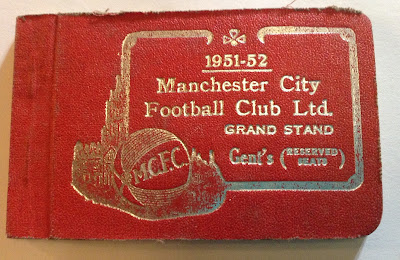 1951-52
Manchester City
Football Club Ltd.
GRAND STAND
Gent's (RESERVED SEATS)
M.C.F.C.